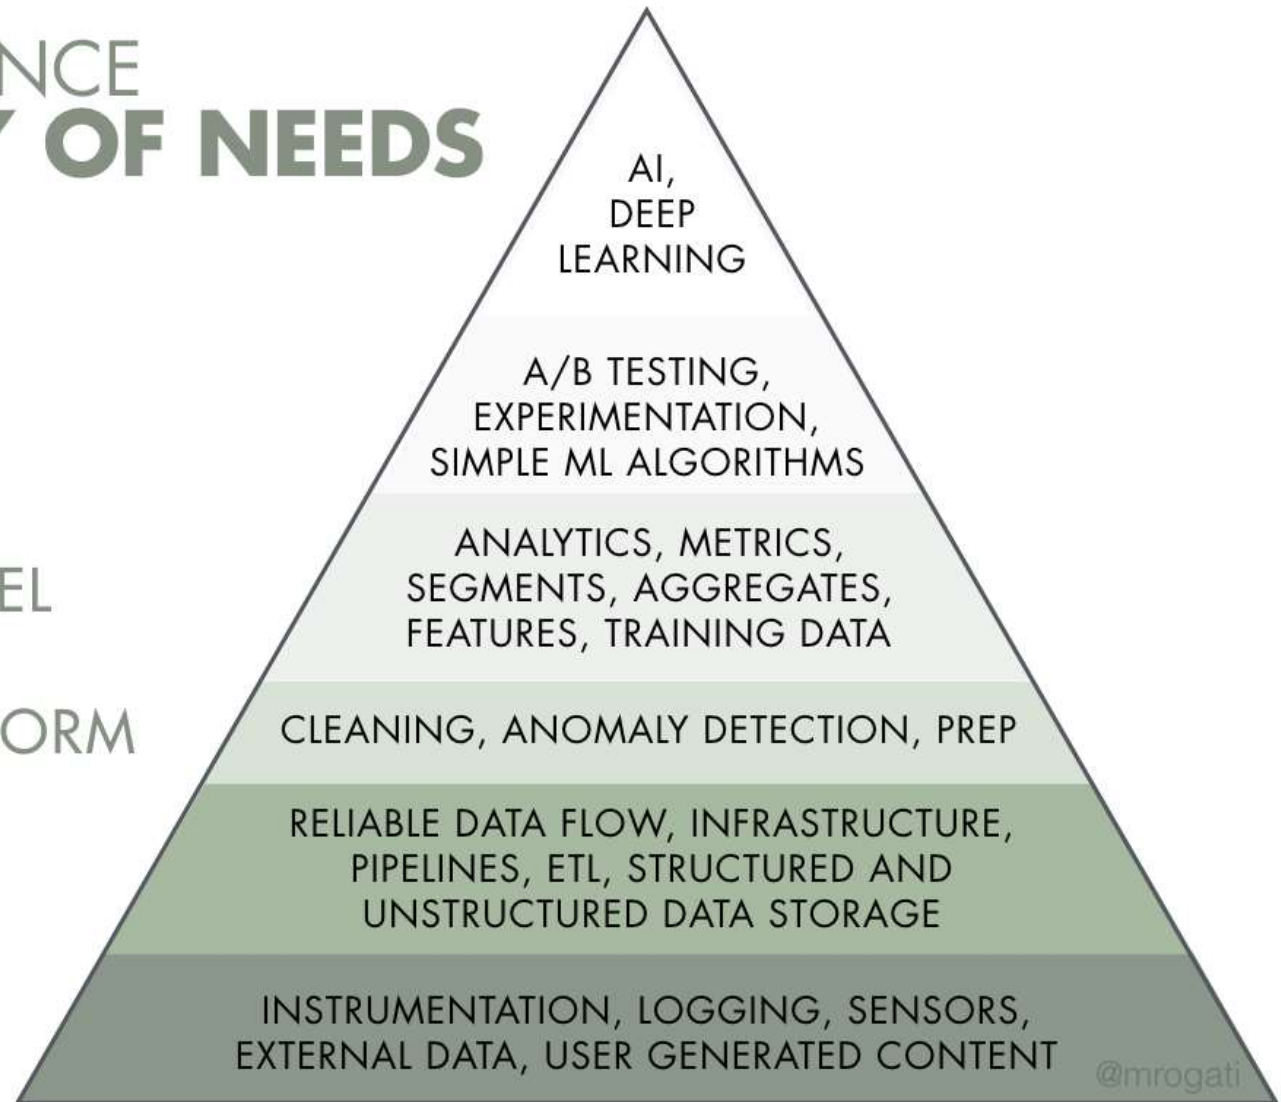 NCE
OF NEEDS
AI,
DEEP
LEARNING
A/B TESTING,
EXPERIMENTATION,
SIMPLE ML ALGORITHMS
ANALYTICS, METRICS,
SEGMENTS, AGGREGATES,
FEATURES, TRAINING DATA
EL
ORM
CLEANING, ANOMALY DETECTION, PREP
RELIABLE DATA FLOW, INFRASTRUCTURE,
PIPELINES, ETL, STRUCTURED AND
UNSTRUCTURED DATA STORAGE
INSTRUMENTATION, LOGGING, SENSORS,
EXTERNAL DATA, USER GENERATED CONTENT
@mrogati